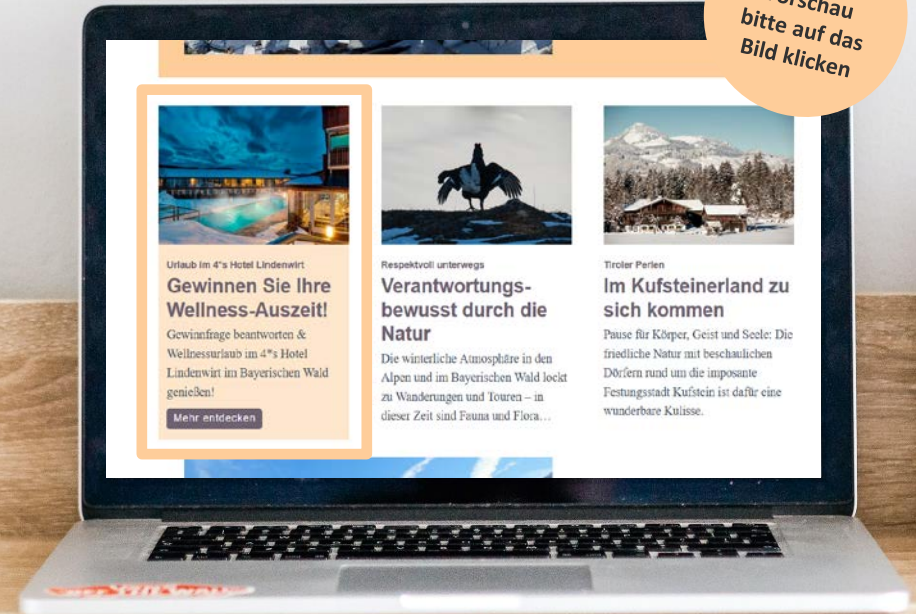 bitte auf das
Bild klicken
Urlaub im 4*s Hotel Lindenwirt
Gewinnen Sie Ihre
Wellness-Auszeit!
Gewinnfrage beantworten &
Wellnessurlaub im 4*s Hotel
Lindenwirt im Bayerischen Wald
genießen!
Mehr entdecken
Respektvoll unterwegs
Verantwortungs-
bewusst durch die
Natur
Die winterliche Atmosphäre in den
Alpen und im Bayerischen Wald lockt
zu Wanderungen und Touren – in
dieser Zeit sind Fauna und Flora…
Tiroler Perlen
Im Kufsteinerland zu
sich kommen
Pause für Körper, Geist und Seele: Die
friedliche Natur mit beschaulichen
Dörfern rund um die imposante
Festungsstadt Kufstein ist dafür eine
wunderbare Kulisse.